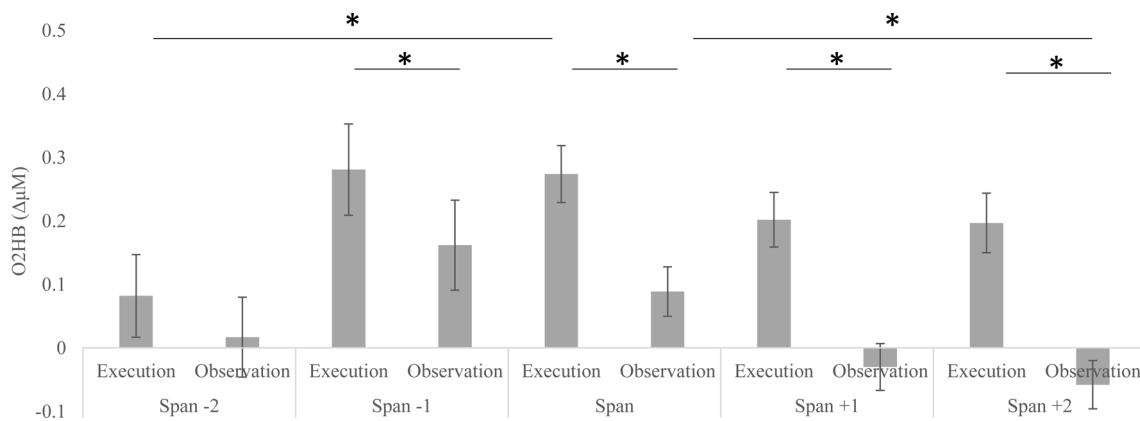 0.5
* *
* * * *
0.4
0.3
0.2
0.1
0
-0.1
O2HB (ΔµM)
Execution Observation Execution Observation Execution Observation Execution Observation Execution Observation
Span -2 Span -1 Span Span +1 Span +2